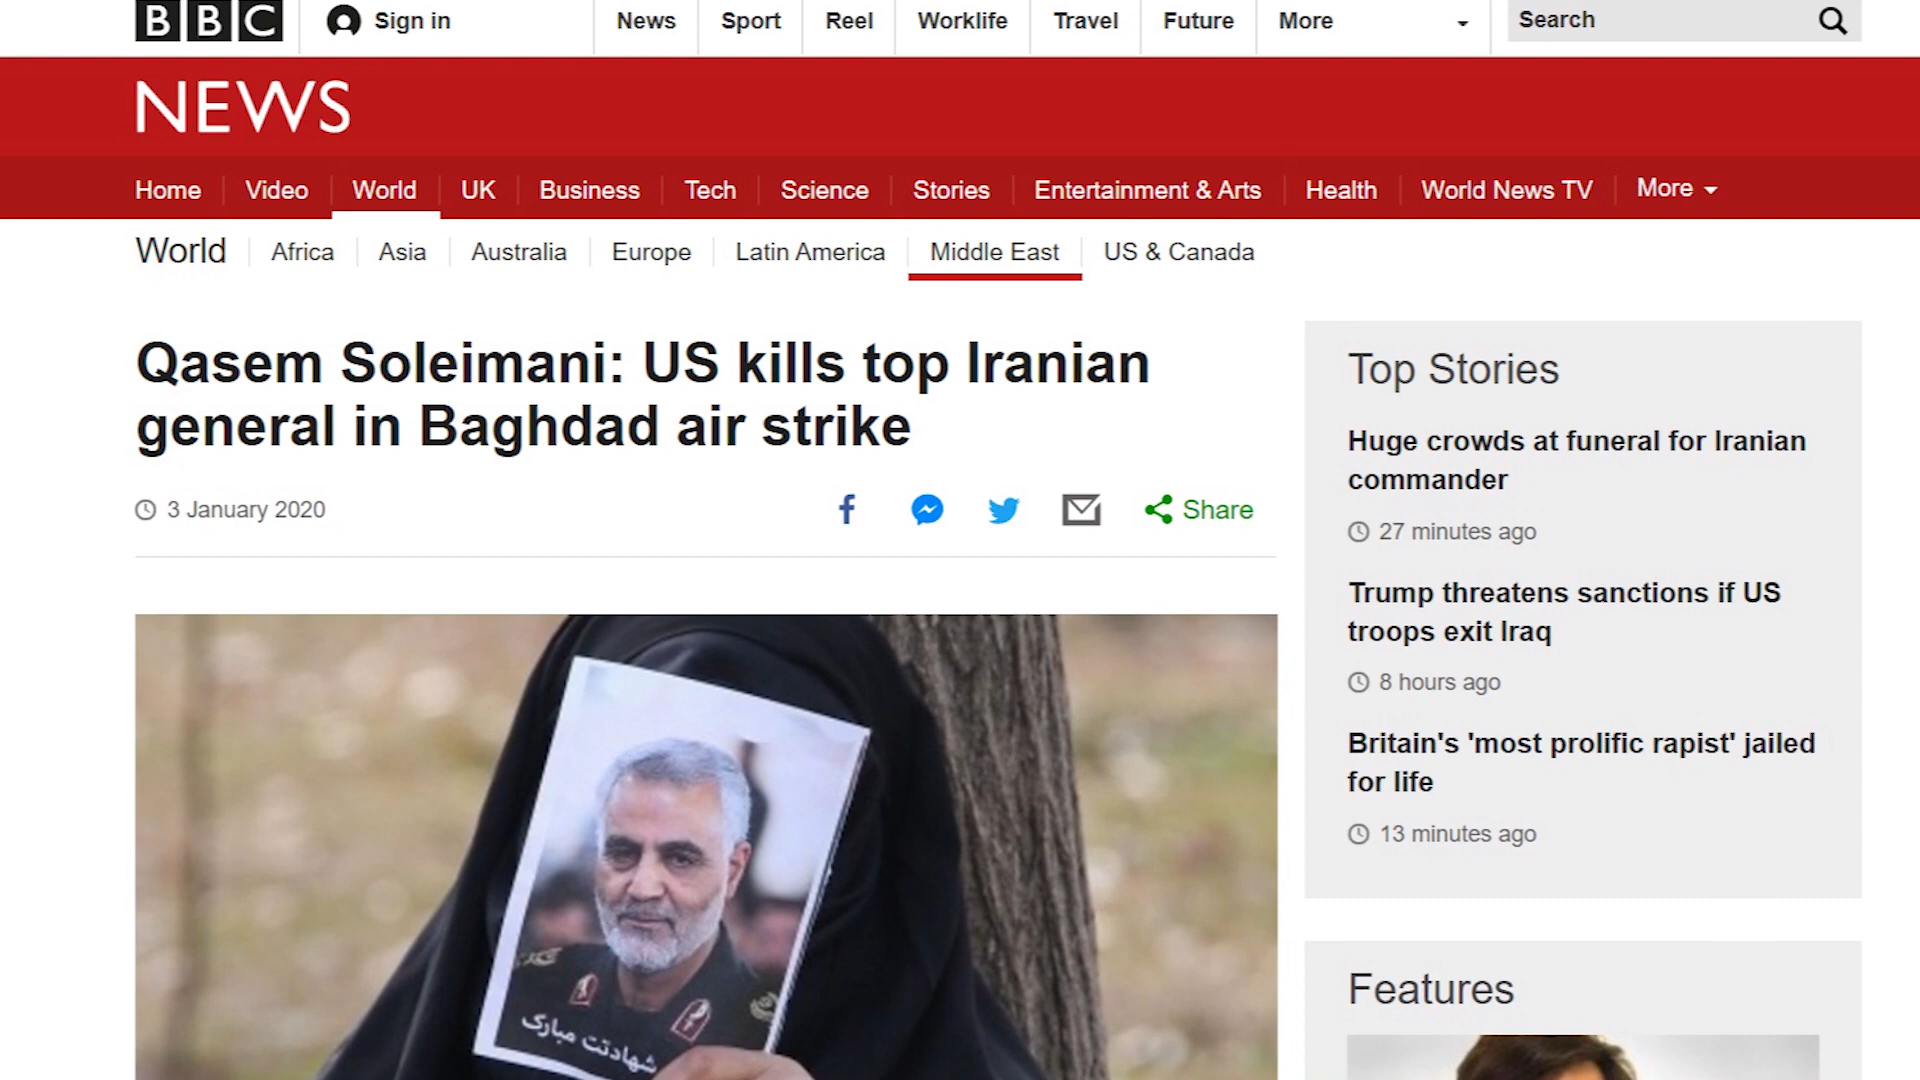 BBC Sign in News Sport Reel Worklife Travel Future More Search
NEWS
Home Video World UK Business Tech Science Stories Entertainment & Arts Health World News TV More
World Africa Asia Australia Europe Latin America Middle East US & Canada
Qasem Soleimani: US kills top Iranian
general in Baghdad air strike
3 January 2020
Share
شهادتت مبارک
Top Stories
Huge crowds at funeral for Iranian
commander
27 minutes ago
Trump threatens sanctions if US
troops exit Iraq
8 hours ago
Britain's 'most prolific rapist' jailed
for life
13 minutes ago
Features